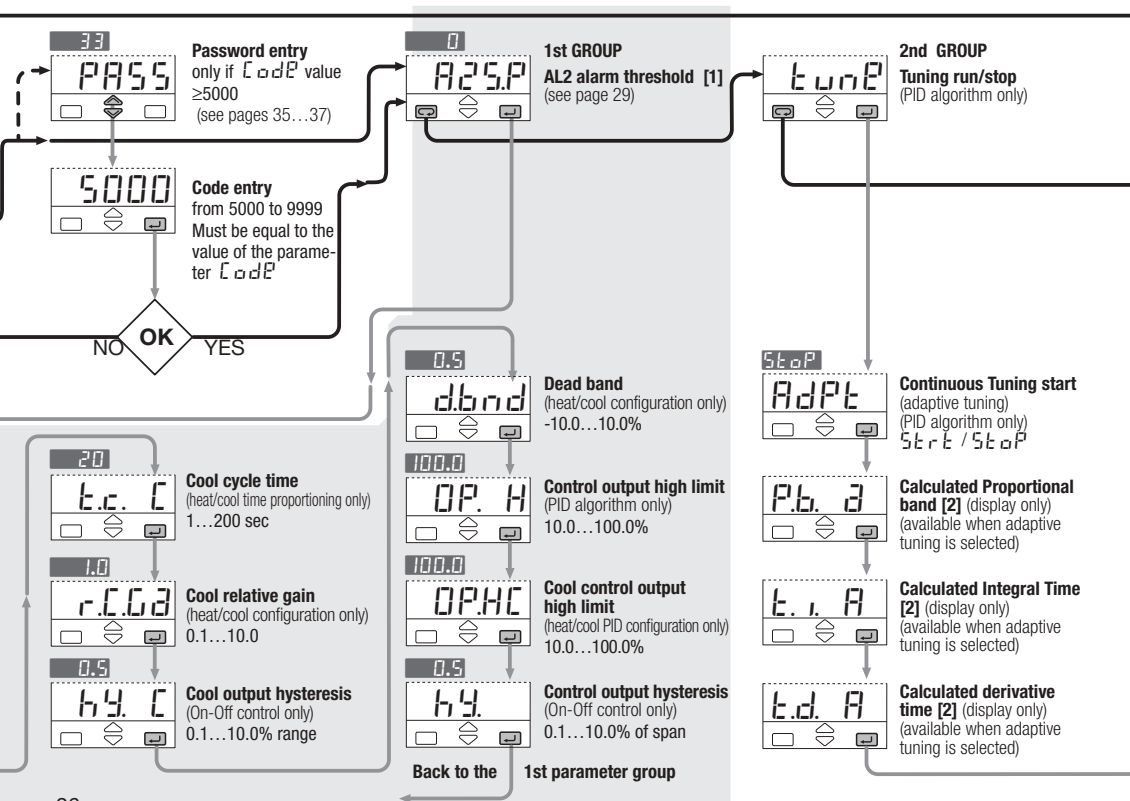 33
PASS
Password entry
only if CodE value
≥5000
(see pages 35…37)
5000
Code entry
from 5000 to 9999
Must be equal to the
value of the parame-
ter CodE
NO
OK
YES
20
t.c. C
Cool cycle time
(heat/cool time proportioning only)
1…200 sec
1.0
r.C.Ga
Cool relative gain
(heat/cool configuration only)
0.1…10.0
0.5
hY. C
Cool output hysteresis
(On-Off control only)
0.1…10.0% range
0
A2S.P
1st GROUP
AL2 alarm threshold [1]
(see page 29)
0.5
d.bnd
Dead band
(heat/cool configuration only)
-10.0…10.0%
100.0
OP. H
Control output high limit
(PID algorithm only)
10.0…100.0%
100.0
OP.HC
Cool control output
high limit
(heat/cool PID configuration only)
10.0…100.0%
0.5
hY.
Control output hysteresis
(On-Off control only)
0.1…10.0% of span
Back to the 1st parameter group
tunE
2nd GROUP
Tuning run/stop
(PID algorithm only)
StoP
AdPt
Continuous Tuning start
(adaptive tuning)
(PID algorithm only)
Strt / StoP
P.b. a
Calculated Proportional
band [2] (display only)
(available when adaptive
tuning is selected)
t. i. A
Calculated Integral Time
[2] (display only)
(available when adaptive
tuning is selected)
t.d. A
Calculated derivative
time [2] (display only)
(available when adaptive
tuning is selected)